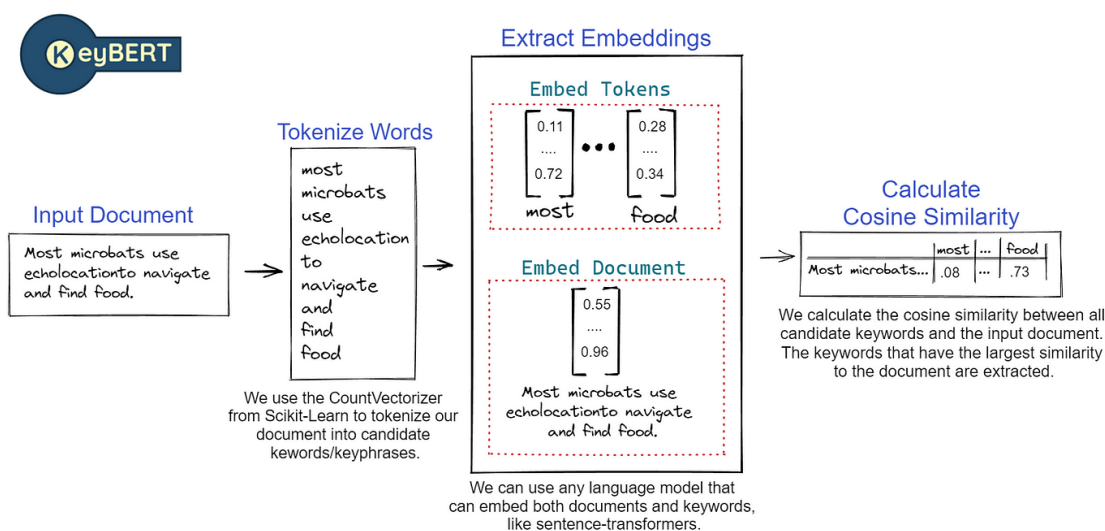 KeyBERT
Extract Embeddings
Embed Tokens
0.11 0.28
.... ••• ....
0.72 0.34
most food
Tokenize Words
most
microbats
use
echolocation
to
navigate
and
find
food
We use the CountVectorizer
from Scikit-Learn to tokenize our
document into candidate
kewords/keyphrases.
Input Document
Most microbats use
echolocationto navigate
and find food.
Embed Document
0.55
....
0.96
Most microbats use
echolocationto navigate
and find food.
We can use any language model that
can embed both documents and keywords,
like sentence-transformers.
Calculate
Cosine Similarity
most ... food
Most microbats... .08 ... .73
We calculate the cosine similarity between all
candidate keywords and the input document.
The keywords that have the largest similarity
to the document are extracted.